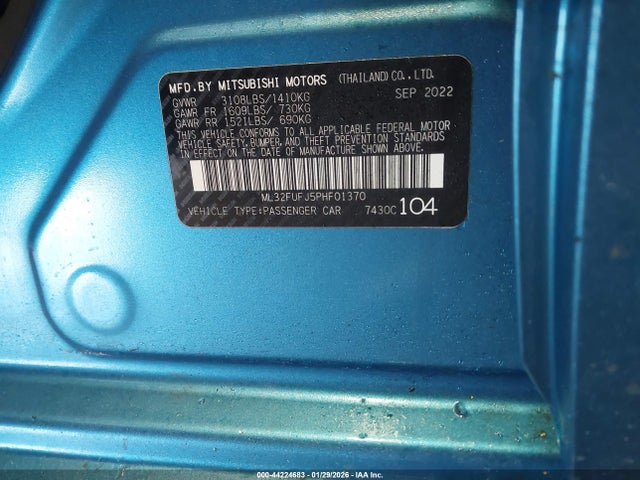 MFD. BY MITSUBISHI MOTORS (THAILAND) CO., LTD.
GVWR 3108LBS/1410KG SEP 2022
GAWR FR 1609LBS/ 730KG
GAWR RR 1521LBS/ 690KG
THIS VEHICLE CONFORMS TO ALL APPLICABLE FEDERAL MOTOR
VEHICLE SAFETY, BUMPER, AND THEFT PREVENTION STANDARDS
IN EFFECT ON THE DATE OF MANUFACTURE SHOWN ABOVE.
ML32FUFJ5PHF01370
VEHICLE TYPE:PASSENGER CAR 7430C 104
000-44224683 - 01/29/2026 - IAA Inc.